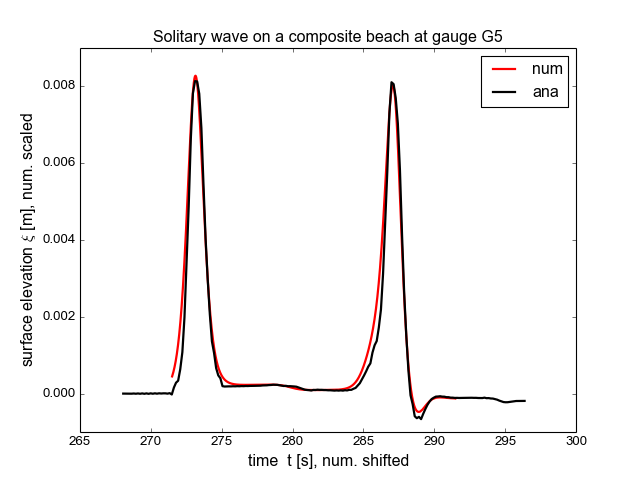 Solitary wave on a composite beach at gauge G5
num
ana
surface elevation ξ [m], num. scaled
0.008
0.006
0.004
0.002
0.000
265 270 275 280 285 290 295 300
time t [s], num. shifted